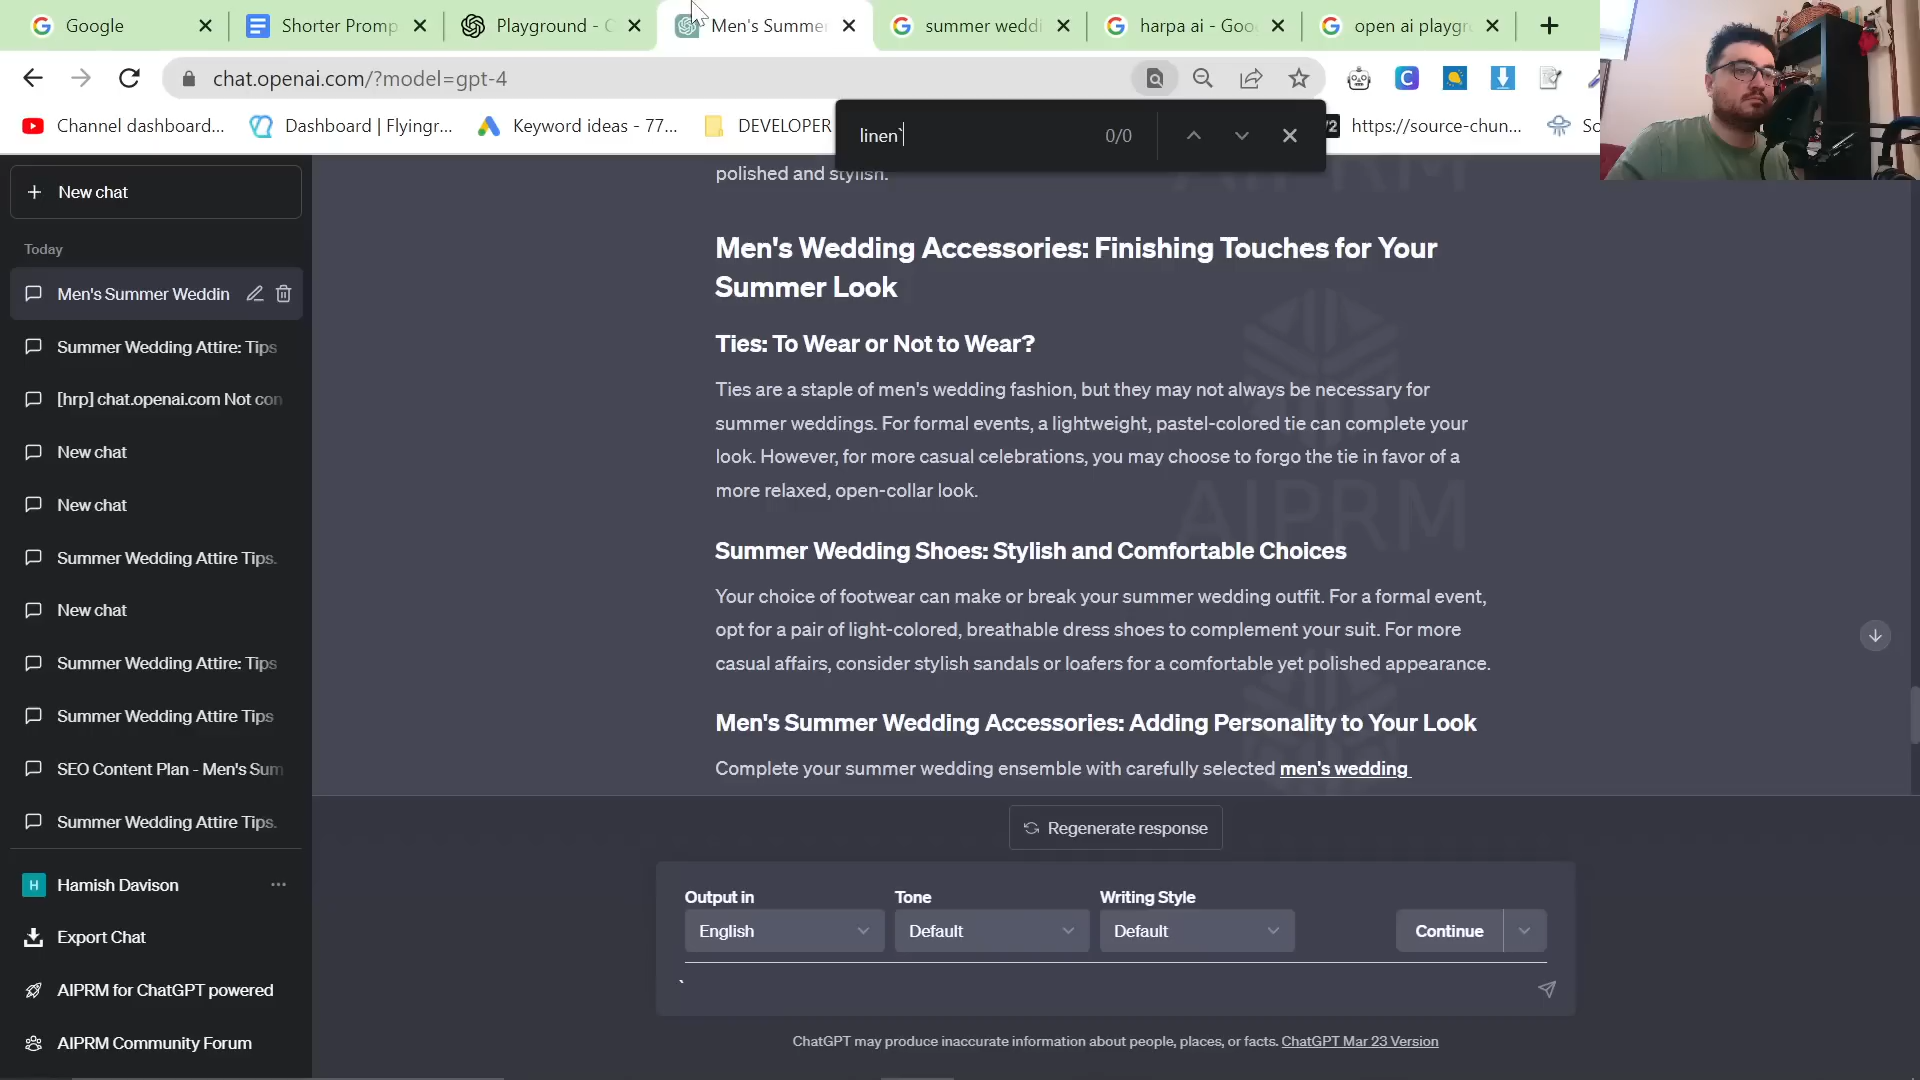 Google
Shorter Promp
Playground - O
Men's Summer
summer weddi
harpa ai - Goo
open ai playgr
chat.openai.com/?model=gpt-4
Channel dashboard...
Dashboard | Flyingr...
Keyword ideas - 77...
DEVELOPER
https://source-chun...
So
linen`
0/0
New chat
Today
Men's Summer Weddin
Summer Wedding Attire: Tips
[hrp] chat.openai.com Not con
New chat
New chat
Summer Wedding Attire Tips.
New chat
Summer Wedding Attire: Tips
Summer Wedding Attire Tips
SEO Content Plan - Men's Sum
Summer Wedding Attire Tips.
H Hamish Davison
Export Chat
AIPRM for ChatGPT powered
AIPRM Community Forum
polished and stylish.
Men's Wedding Accessories: Finishing Touches for Your
Summer Look
Ties: To Wear or Not to Wear?
Ties are a staple of men's wedding fashion, but they may not always be necessary for
summer weddings. For formal events, a lightweight, pastel-colored tie can complete your
look. However, for more casual celebrations, you may choose to forgo the tie in favor of a
more relaxed, open-collar look.
Summer Wedding Shoes: Stylish and Comfortable Choices
Your choice of footwear can make or break your summer wedding outfit. For a formal event,
opt for a pair of light-colored, breathable dress shoes to complement your suit. For more
casual affairs, consider stylish sandals or loafers for a comfortable yet polished appearance.
Men's Summer Wedding Accessories: Adding Personality to Your Look
Complete your summer wedding ensemble with carefully selected men's wedding
AIPRM
AIPRM
Regenerate response
Output in
Tone
Writing Style
English
Default
Default
Continue
`
ChatGPT may produce inaccurate information about people, places, or facts. ChatGPT Mar 23 Version